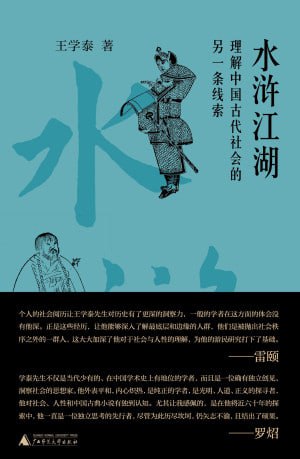 王学泰 著
水浒江湖
理解中国古代社会的
另一条线索
水浒
个人的社会阅历让王学泰先生对历史有了更深的洞察力，一般的学者在这方面的体会没
有他深。正是这些经历，让他能够深入了解最底层和边缘的人群，他们是被抛出社会秩
序之外的一群人。这大大加深了他对于社会与人性的理解，为他的游民研究打下了基础。
——雷颐
学泰先生不仅是当代少有的，在中国学术史上有地位的学者，而且是一位确有独立创见、
洞察社会的思想家。他外表平和，内心炽热，是纯正的学者，是光明、人道、正义的探寻者。
他对社会、人性和中国古典小说有独到认知。尤其让我感佩的，是在他将近六十年的探
索中，他一直是一位独立思考的先行者，尽管为此历尽坎坷，仍矢志不渝，且结出了硕果。
——罗炤
广西师范大学出版社